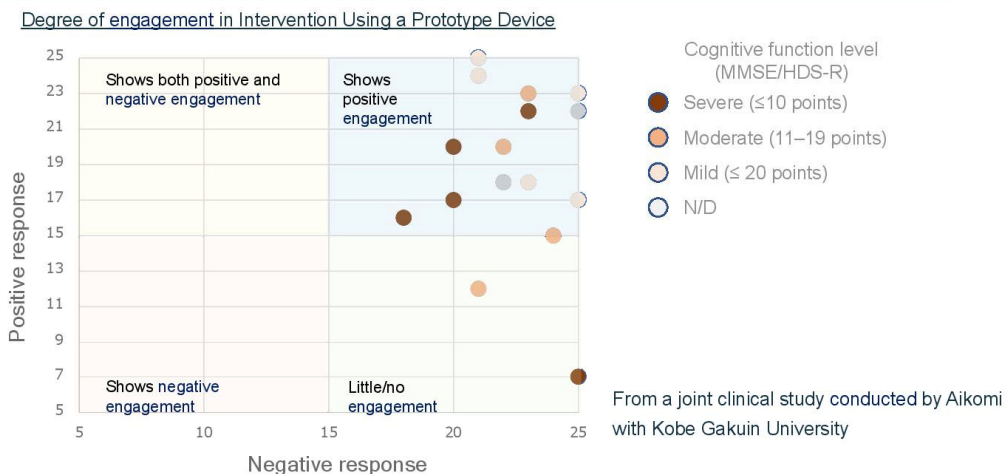 Degree of engagement in Intervention Using a Prototype Device
Positive response
25
23
21
19
17
15
13
11
9
7
5
Shows both positive and
negative engagement
Shows
positive
engagement
Shows negative
engagement
Little/no
engagement
5
10
15
20
25
Negative response
Cognitive function level
(MMSE/HDS-R)
Severe (≤10 points)
Moderate (11–19 points)
Mild (≤ 20 points)
N/D
From a joint clinical study conducted by Aikomi
with Kobe Gakuin University